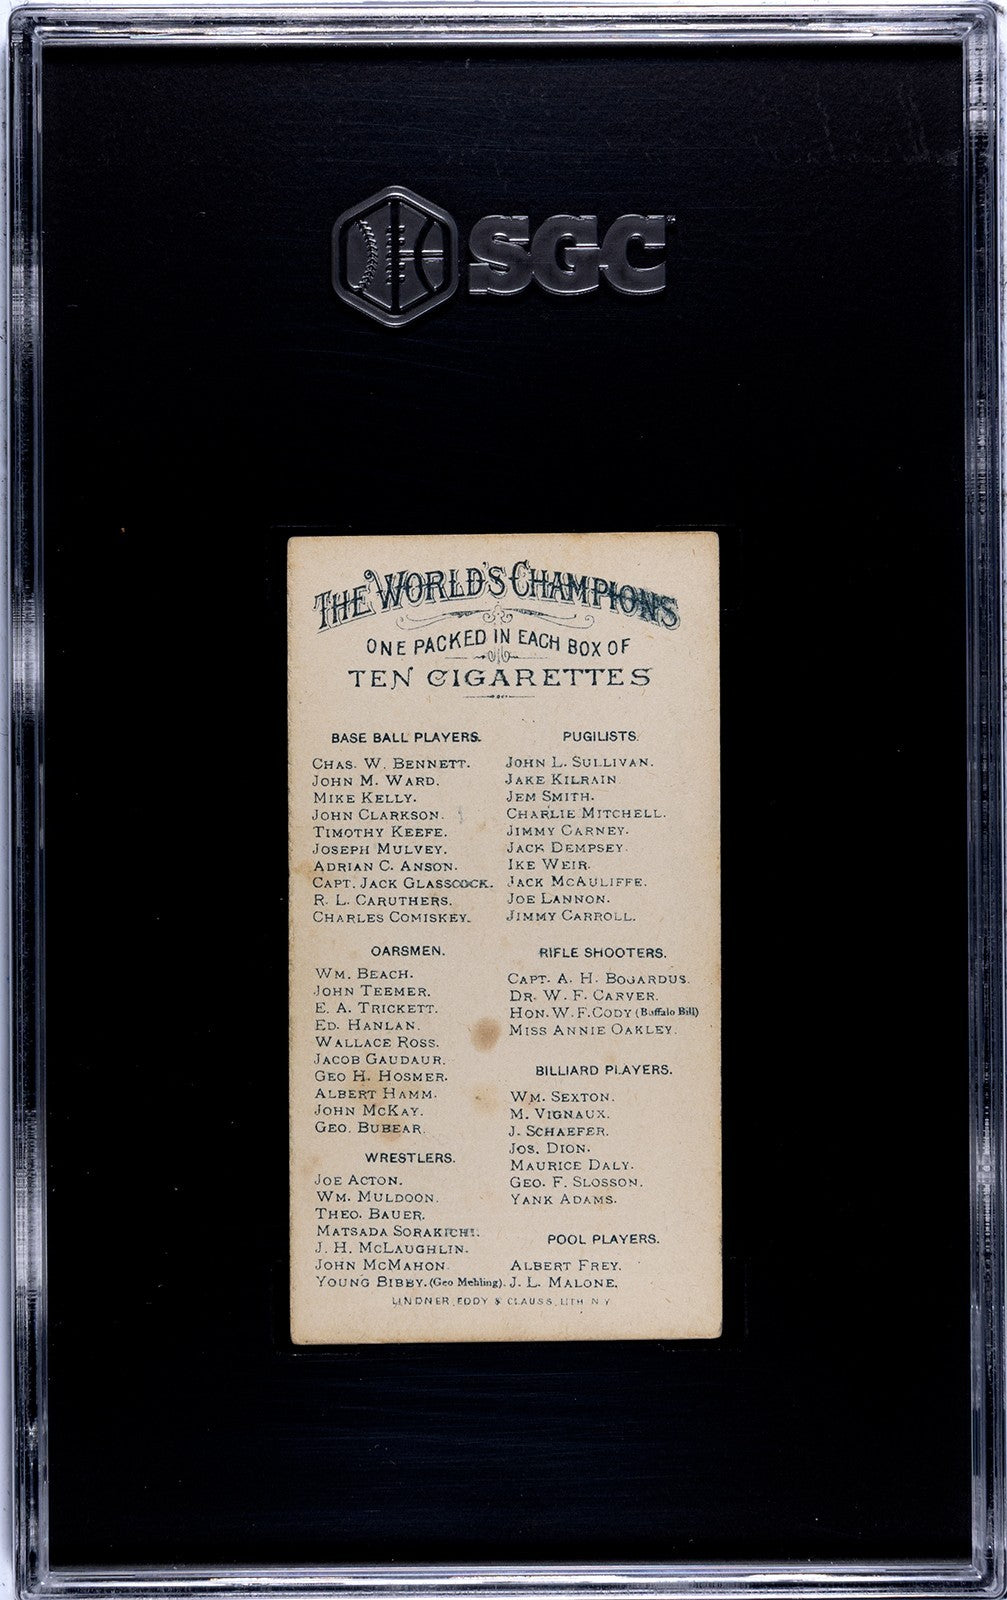 SGC
THE WORLD'S CHAMPIONS
ONE PACKED IN EACH BOX OF
TEN CIGARETTES
BASE BALL PLAYERS.
CHAS. W. BENNETT.
JOHN M. WARD.
MIKE KELLY.
JOHN CLARKSON.
TIMOTHY KEEFE.
JOSEPH MULVEY.
ADRIAN C. ANSON.
CAPT. JACK GLASSCOCK.
R. L. CARUTHERS.
CHARLES COMISKEY.
OARSMEN.
WM. BEACH.
JOHN TEEMER.
E. A. TRICKETT.
ED. HANLAN.
WALLACE ROSS.
JACOB GAUDAUR.
GEO H. HOSMER.
ALBERT HAMM.
JOHN MCKAY.
GEO. BUBEAR.
WRESTLERS.
JOE ACTON.
WM. MULDOON.
THEO. BAUER.
MATSADA SORAKICHI.
J. H. MCLAUGHLIN.
JOHN MCMAHON
YOUNG BIBBY. (Geo Mehling).
PUGILISTS.
JOHN L. SULLIVAN.
JAKE KILRAIN
JEM SMITH.
CHARLIE MITCHELL.
JIMMY CARNEY.
JACK DEMPSEY.
IKE WEIR.
JACK MCAULIFFE.
JOE LANNON.
JIMMY CARROLL.
RIFLE SHOOTERS.
CAPT. A. H. BOGARDUS.
DR. W. F. CARVER.
HON. W. F. CODY (Buffalo Bill)
MISS ANNIE OAKLEY.
BILLIARD PLAYERS.
WM. SEXTON.
M. VIGNAUX.
J. SCHAEFER.
JOS. DION.
MAURICE DALY.
GEO. F. SLOSSON.
YANK ADAMS.
POOL PLAYERS.
ALBERT FREY.
J. L. MALONE.
LINDNER, EDDY & CLAUSS, LITH. N.Y